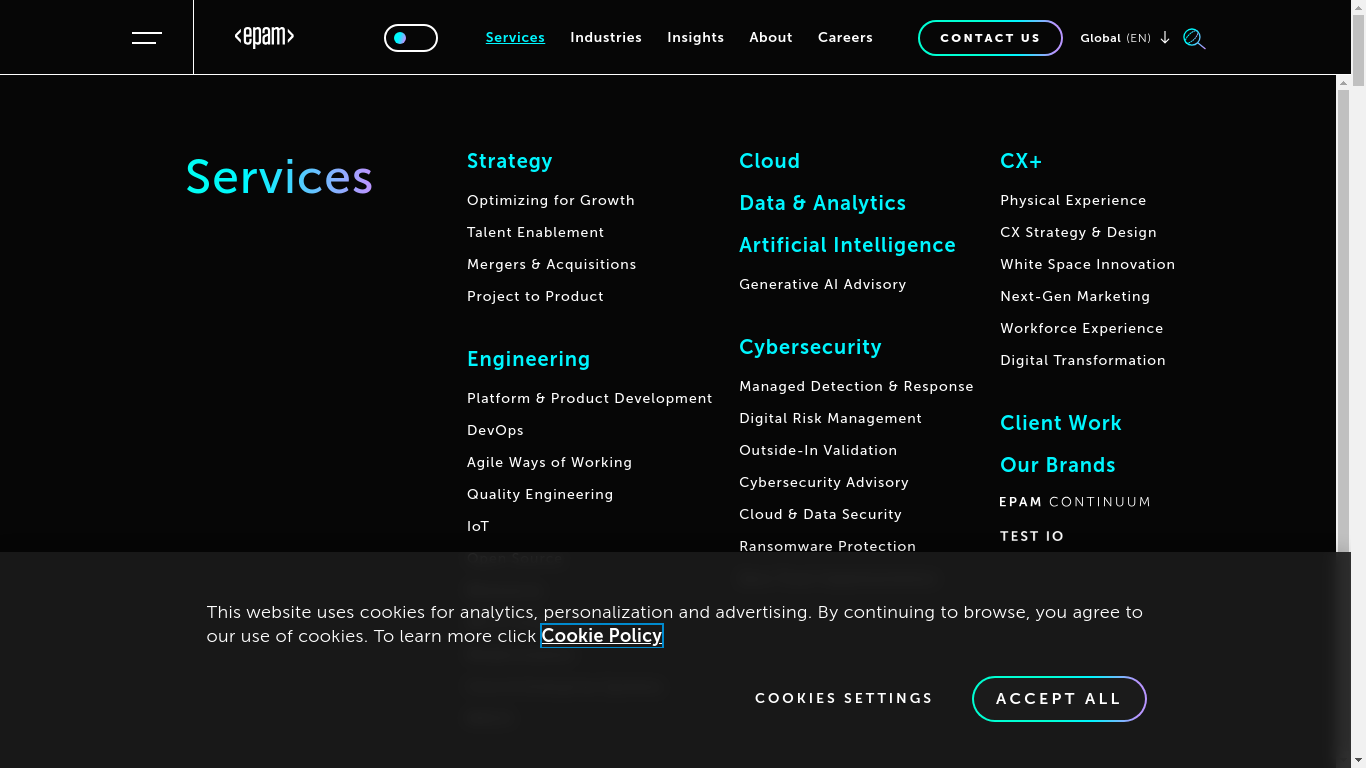 <epam>
Services
Industries
Insights
About
Careers
CONTACT US
Global (EN)
Services
Strategy
Optimizing for Growth
Talent Enablement
Mergers & Acquisitions
Project to Product
Engineering
Platform & Product Development
DevOps
Agile Ways of Working
Quality Engineering
IoT
Cloud
Data & Analytics
Artificial Intelligence
Generative AI Advisory
Cybersecurity
Managed Detection & Response
Digital Risk Management
Outside-In Validation
Cybersecurity Advisory
Cloud & Data Security
Ransomware Protection
CX+
Physical Experience
CX Strategy & Design
White Space Innovation
Next-Gen Marketing
Workforce Experience
Digital Transformation
Client Work
Our Brands
EPAM CONTINUUM
TEST IO
This website uses cookies for analytics, personalization and advertising. By continuing to browse, you agree to
our use of cookies. To learn more click Cookie Policy
COOKIES SETTINGS
ACCEPT ALL